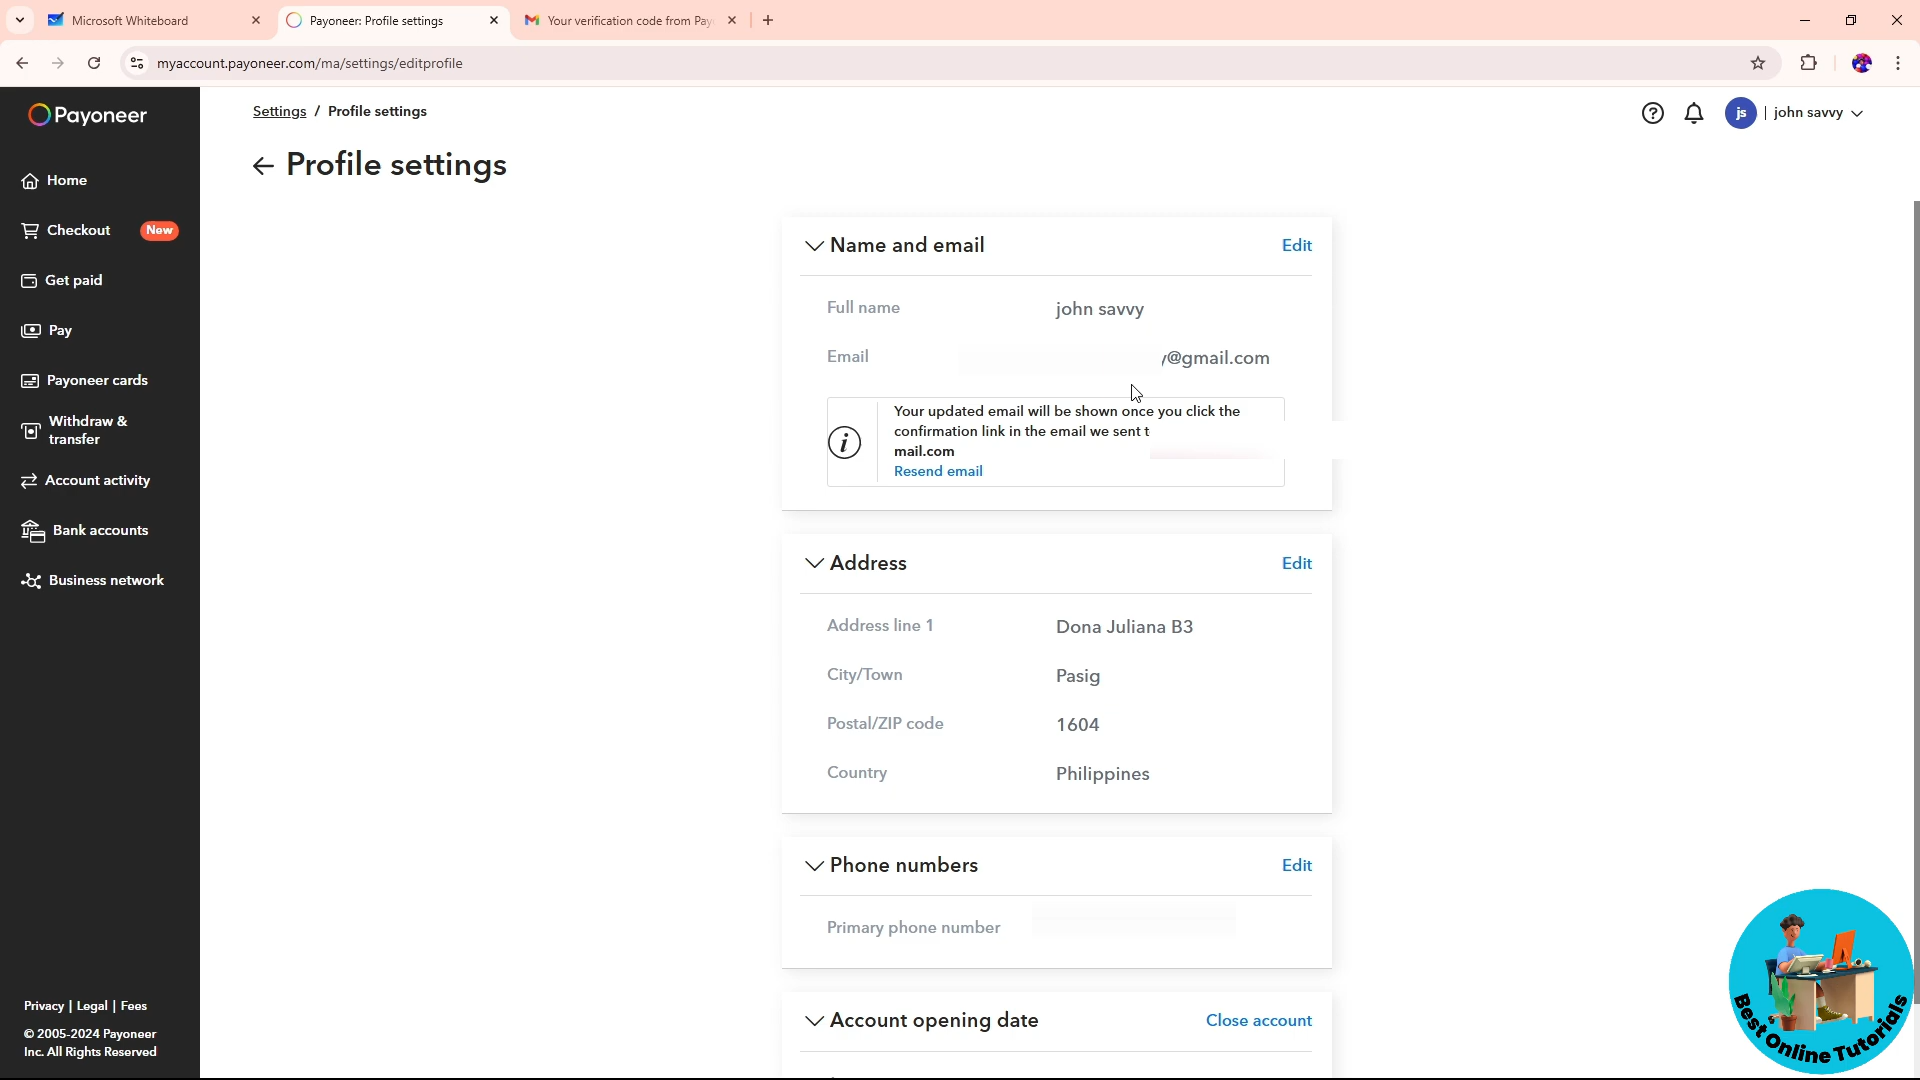 Microsoft Whiteboard
Payoneer: Profile settings
Your verification code from Pay
myaccount.payoneer.com/ma/settings/editprofile
Payoneer
Home
Checkout New
Get paid
Pay
Payoneer cards
Withdraw &
transfer
Account activity
Bank accounts
Business network
Privacy | Legal | Fees
© 2005-2024 Payoneer
Inc. All Rights Reserved
Settings / Profile settings
js | john savvy
Profile settings
Name and email Edit
Full name john savvy
Email y@gmail.com
Your updated email will be shown once you click the
confirmation link in the email we sent
mail.com
Resend email
Address Edit
Address line 1 Dona Juliana B3
City/Town Pasig
Postal/ZIP code 1604
Country Philippines
Phone numbers Edit
Primary phone number
Account opening date Close account
Best Online Tutorials